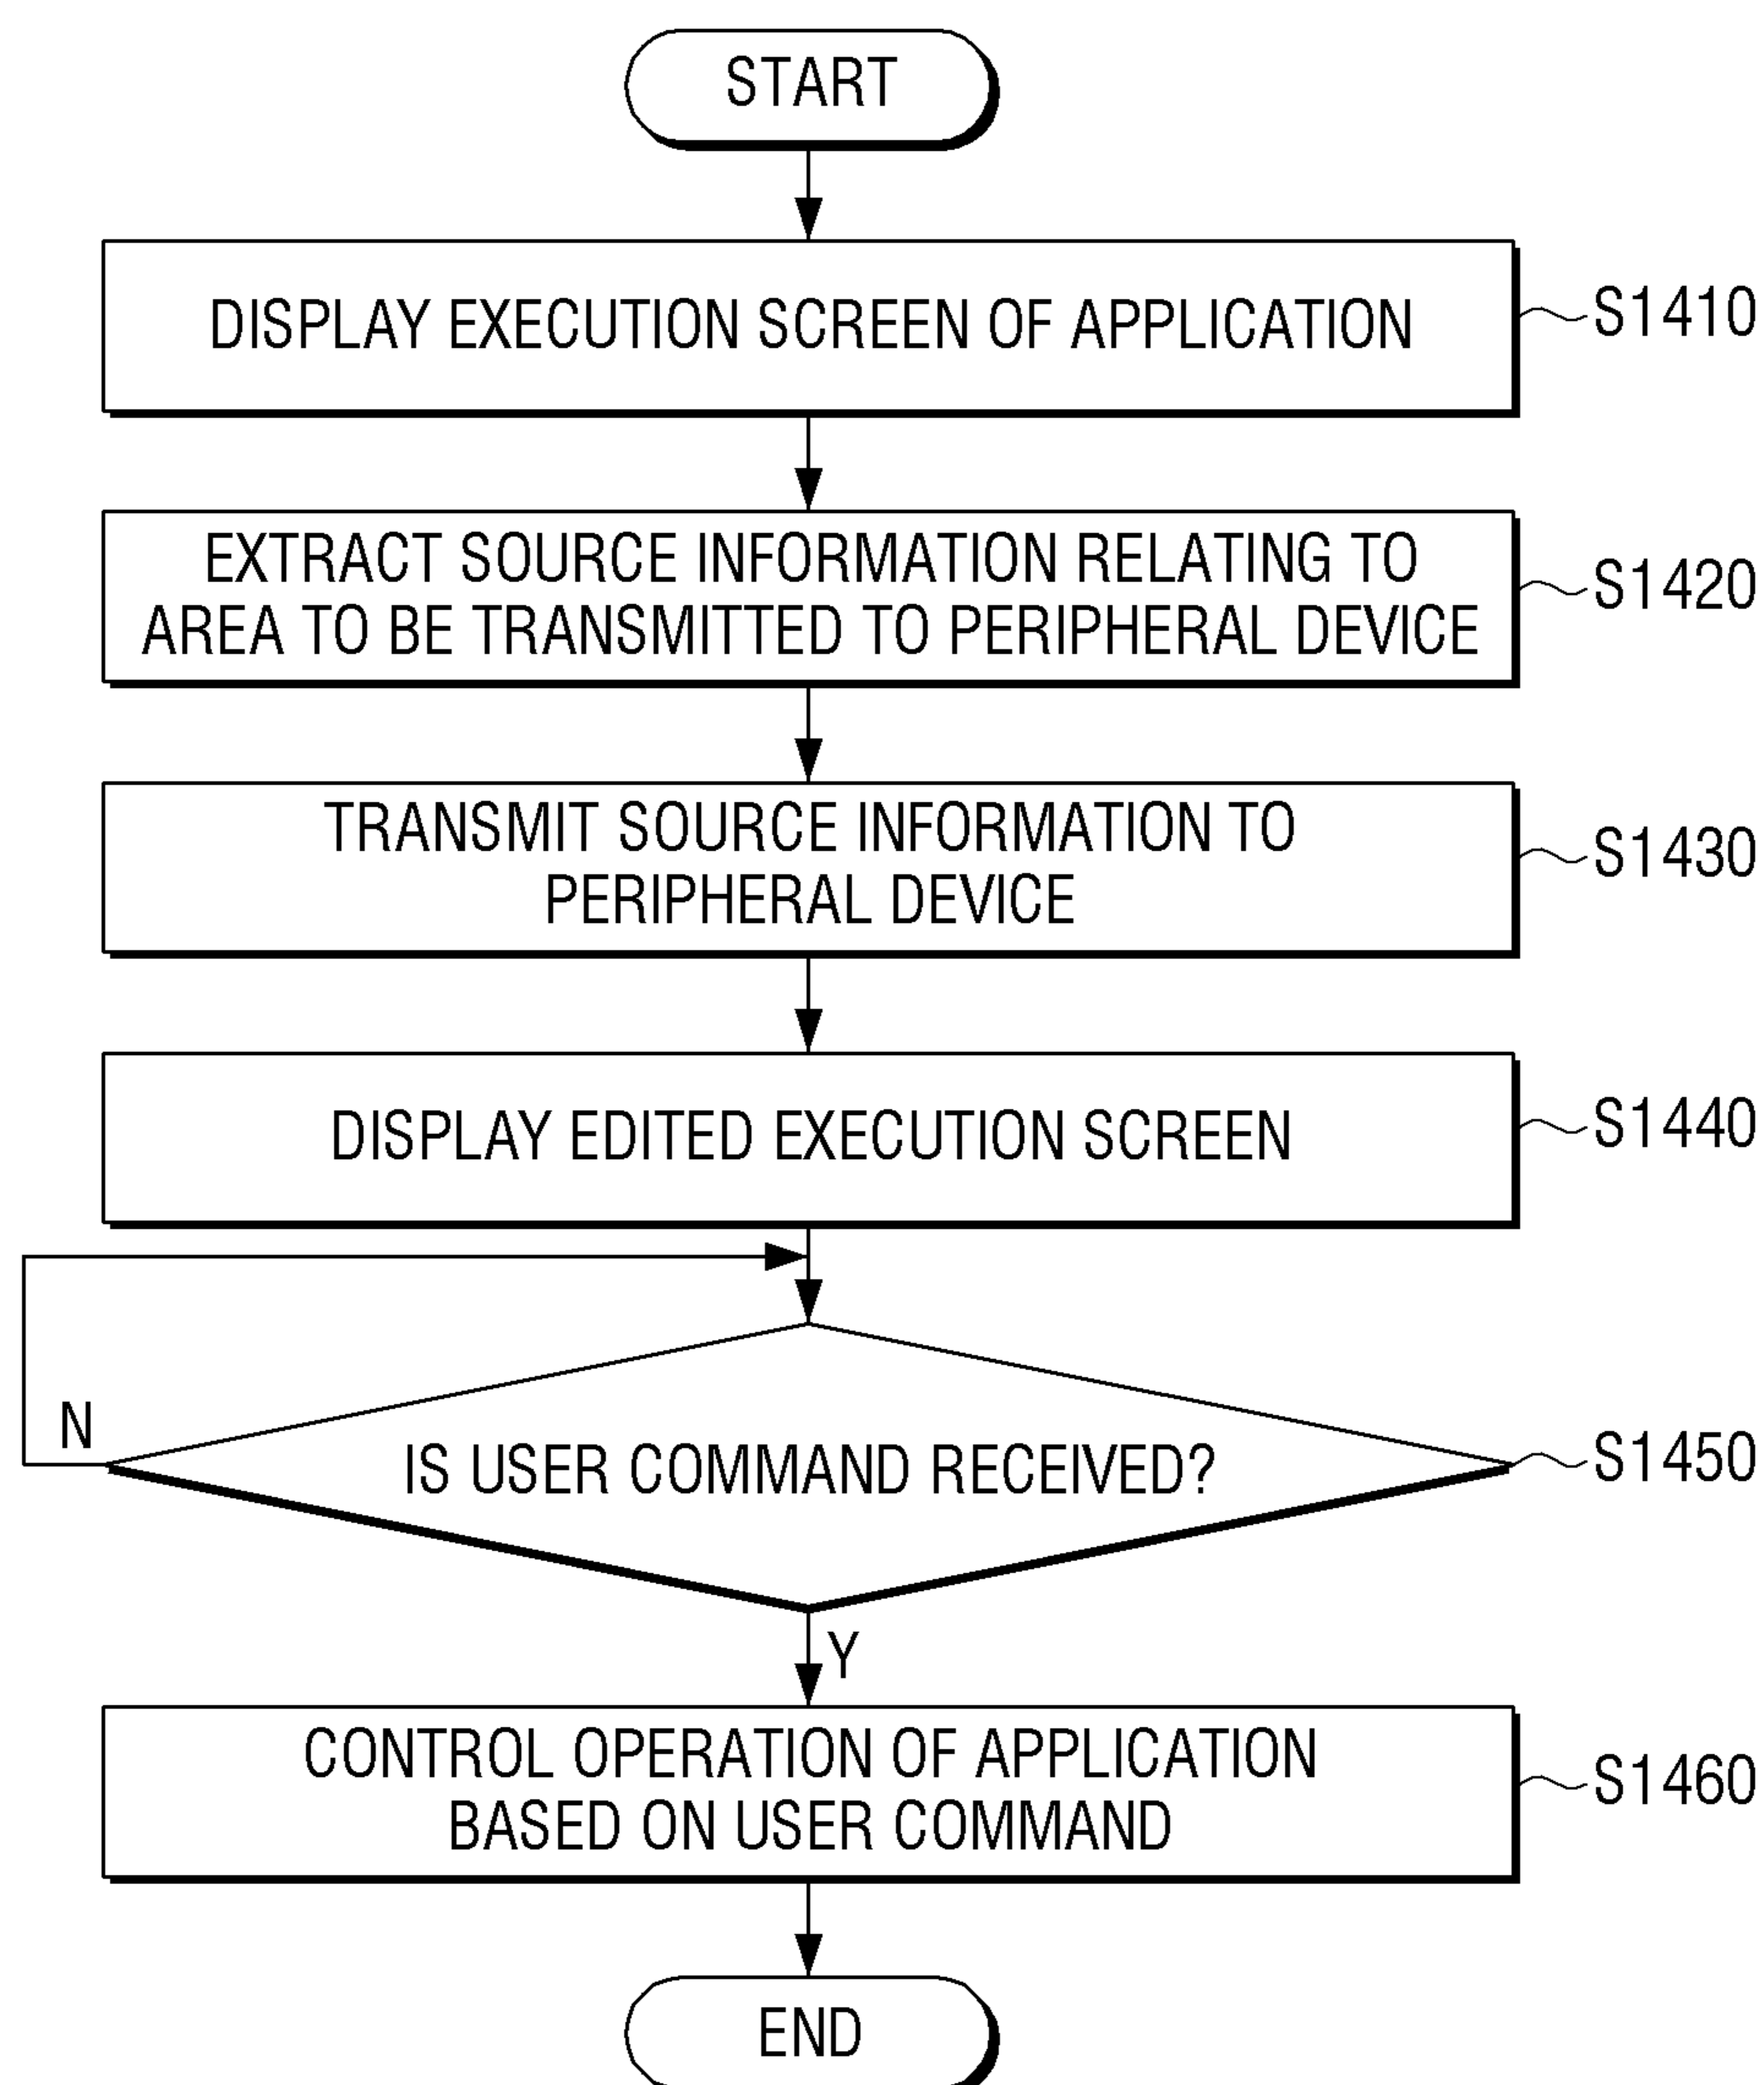 START
DISPLAY EXECUTION SCREEN OF APPLICATION
S1410
EXTRACT SOURCE INFORMATION RELATING TO
AREA TO BE TRANSMITTED TO PERIPHERAL DEVICE
S1420
TRANSMIT SOURCE INFORMATION TO
PERIPHERAL DEVICE
S1430
DISPLAY EDITED EXECUTION SCREEN
S1440
N
IS USER COMMAND RECEIVED?
S1450
Y
CONTROL OPERATION OF APPLICATION
BASED ON USER COMMAND
S1460
END